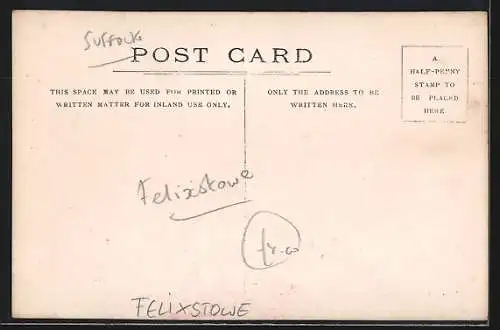 SUFFOLK
POST CARD
THIS SPACE MAY BE USED FOR PRINTED OR
WRITTEN MATTER FOR INLAND USE ONLY.
ONLY THE ADDRESS TO BE
WRITTEN HERE.
A
HALF-PENNY
STAMP TO
BE PLACED
HERE
Felixstowe
FELIXSTOWE